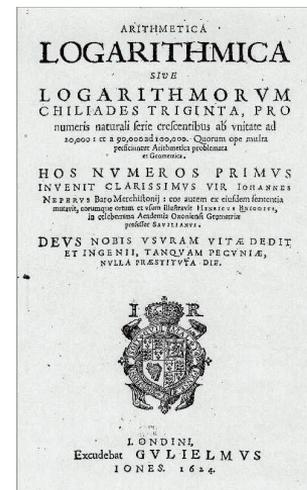 ARITHMETICA
LOGARITHMICA
SIVE
LOGARITHMORVM
CHILIADES TRIGINTA, PRO
numeris naturali serie crescentibus ab vnitate ad
20,000: et a 90,000 ad 100,000. Quorum ope multa
perficiuntur Arithmetica problemata
et Geometrica.
HOS NVMEROS PRIMVS
INVENIT CLARISSIMVS VIR IOHANNES
NEPERVS Baro Merchistonij: eos autem ex eiusdem sententia
mutavit, eorumque ortum et vsum illustravit HENRICVS BRIGGIVS,
in celeberrima Academia Oxoniensi Geometriæ
professor SAVILIANVS.
DEVS NOBIS VSVRAM VITÆ DEDIT
ET INGENII, TANQVAM PECVNIÆ,
NVLLA PRÆSTITVTA DIE.
I R
LONDINI,
Excudebat GVLIELMVS
IONES. 1624.